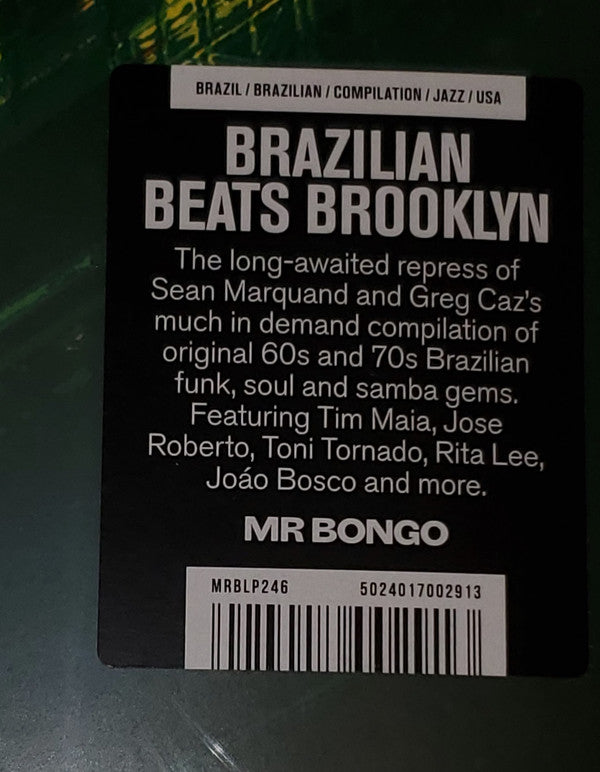 BRAZIL / BRAZILIAN / COMPILATION / JAZZ / USA
BRAZILIAN
BEATS BROOKLYN
The long-awaited repress of
Sean Marquand and Greg Caz's
much in demand compilation of
original 60s and 70s Brazilian
funk, soul and samba gems.
Featuring Tim Maia, Jose
Roberto, Toni Tornado, Rita Lee,
Joáo Bosco and more.
MR BONGO
MRBLP246 5024017002913